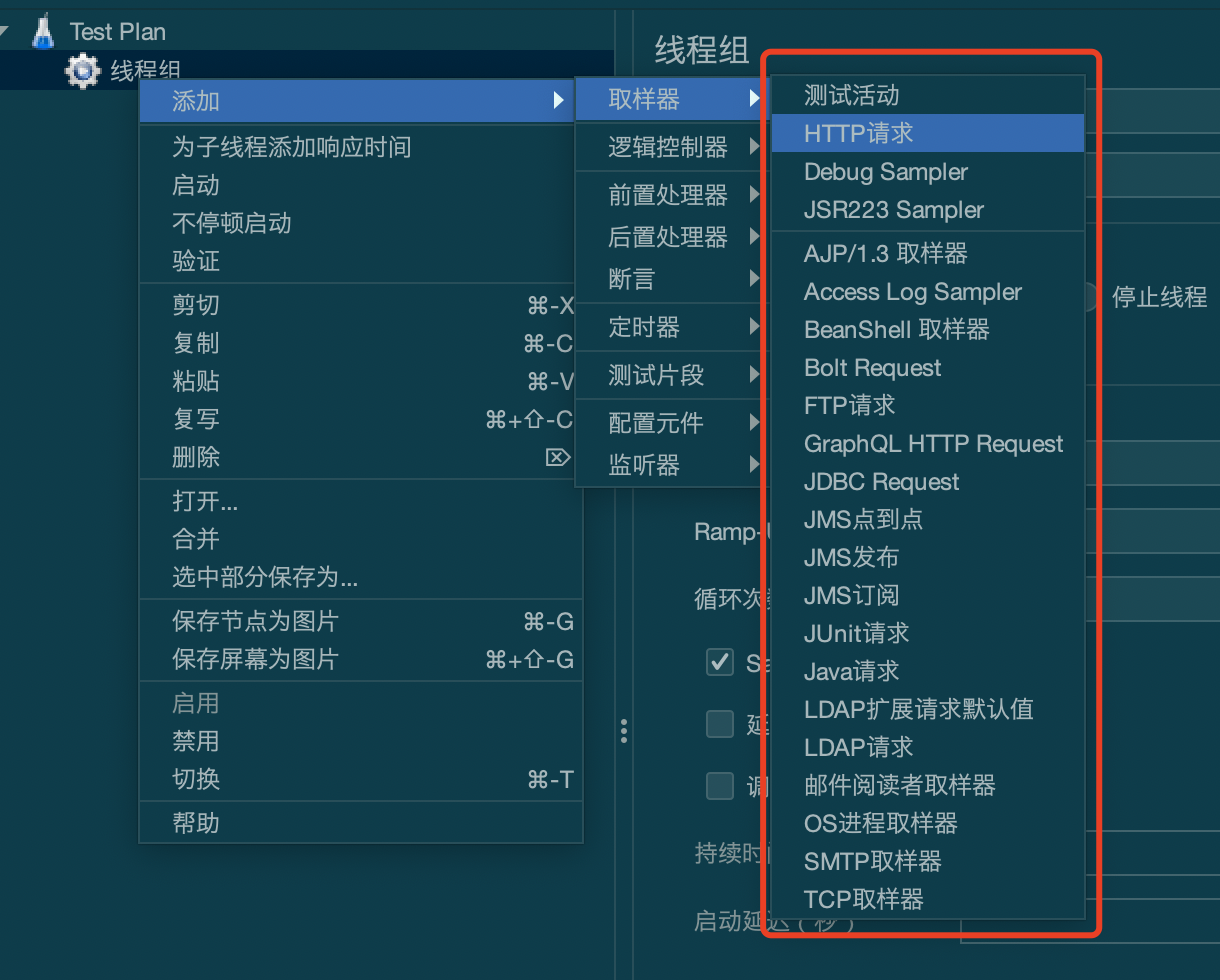 Test Plan
线程组
添加
为子线程添加响应时间
启动
不停顿启动
验证
剪切 ⌘-X
复制 ⌘-C
粘贴 ⌘-V
复写 ⌘+⇧-C
删除 ⌦
打开...
合并
选中部分保存为...
保存节点为图片 ⌘-G
保存屏幕为图片 ⌘+⇧-G
启用
禁用
切换 ⌘-T
帮助
取样器
逻辑控制器
前置处理器
后置处理器
断言
定时器
测试片段
配置元件
监听器
测试活动
HTTP请求
Debug Sampler
JSR223 Sampler
AJP/1.3 取样器
Access Log Sampler
BeanShell 取样器
Bolt Request
FTP请求
GraphQL HTTP Request
JDBC Request
JMS点到点
JMS发布
JMS订阅
JUnit请求
Java请求
LDAP扩展请求默认值
LDAP请求
邮件阅读者取样器
OS进程取样器
SMTP取样器
TCP取样器
线程组
停止线程
Ramp-
循环次
延
调
持续时
启动延迟（秒）